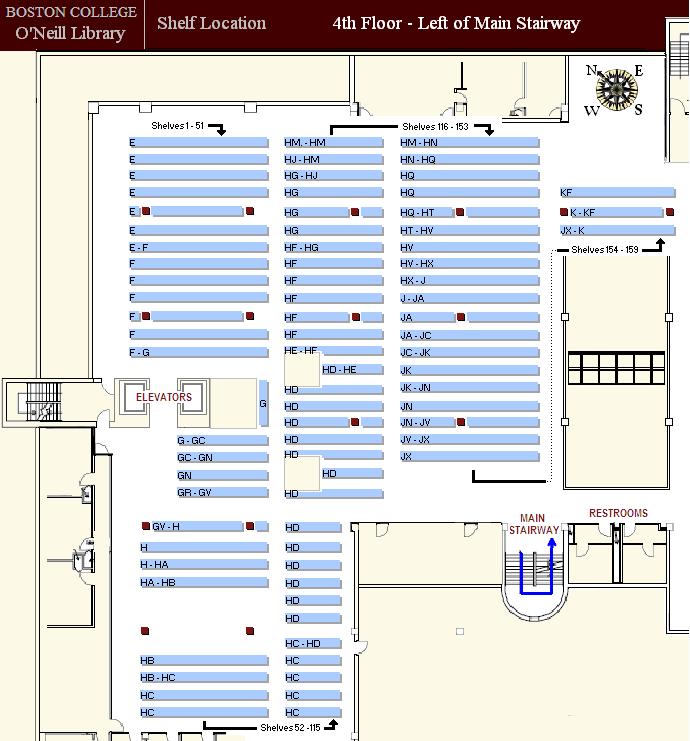 BOSTON COLLEGE
O'Neill Library
Shelf Location
4th Floor - Left of Main Stairway
N E
W S
Shelves 1 - 51
Shelves 116 - 153
E
E
E
E
E
E
E - F
F
F
F
F
F
F - G
HM. - HM
HJ - HM
HG - HJ
HG
HG
HG
HF - HG
HF
HF
HF
HF
HF
HE - HF
HD - HE
HD
HD
HD
HD
HD
HD
HD
HM - HN
HN - HQ
HQ
HQ
HQ - HT
HT - HV
HV
HV - HX
HX - J
J - JA
JA
JA - JC
JC - JK
JK
JK - JN
JN
JN - JV
JV - JX
JX
KF
K - KF
JX - K
Shelves 154 - 159
ELEVATORS
G
G - GC
GC - GN
GN
GR - GV
GV - H
H
H - HA
HA - HB
HB
HB - HC
HC
HC
HD
HD
HD
HD
HD
HD
HC - HD
HC
HC
HC
HC
Shelves 52 - 115
MAIN
STAIRWAY
RESTROOMS